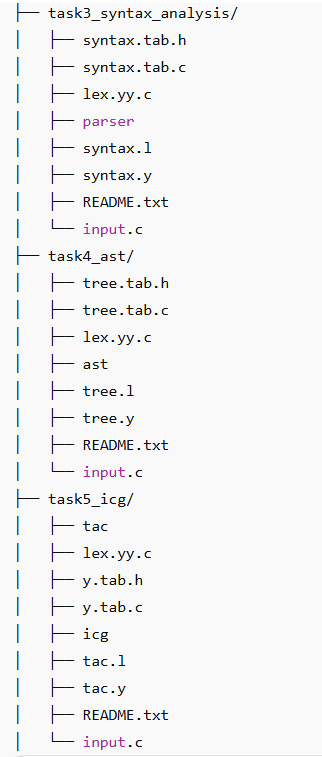 ├── task3_syntax_analysis/
│   ├── syntax.tab.h
│   ├── syntax.tab.c
│   ├── lex.yy.c
│   ├── parser
│   ├── syntax.l
│   ├── syntax.y
│   ├── README.txt
│   └── input.c
├── task4_ast/
│   ├── tree.tab.h
│   ├── tree.tab.c
│   ├── lex.yy.c
│   ├── ast
│   ├── tree.l
│   ├── tree.y
│   ├── README.txt
│   └── input.c
├── task5_icg/
│   ├── tac
│   ├── lex.yy.c
│   ├── y.tab.h
│   ├── y.tab.c
│   ├── icg
│   ├── tac.l
│   ├── tac.y
│   ├── README.txt
│   └── input.c